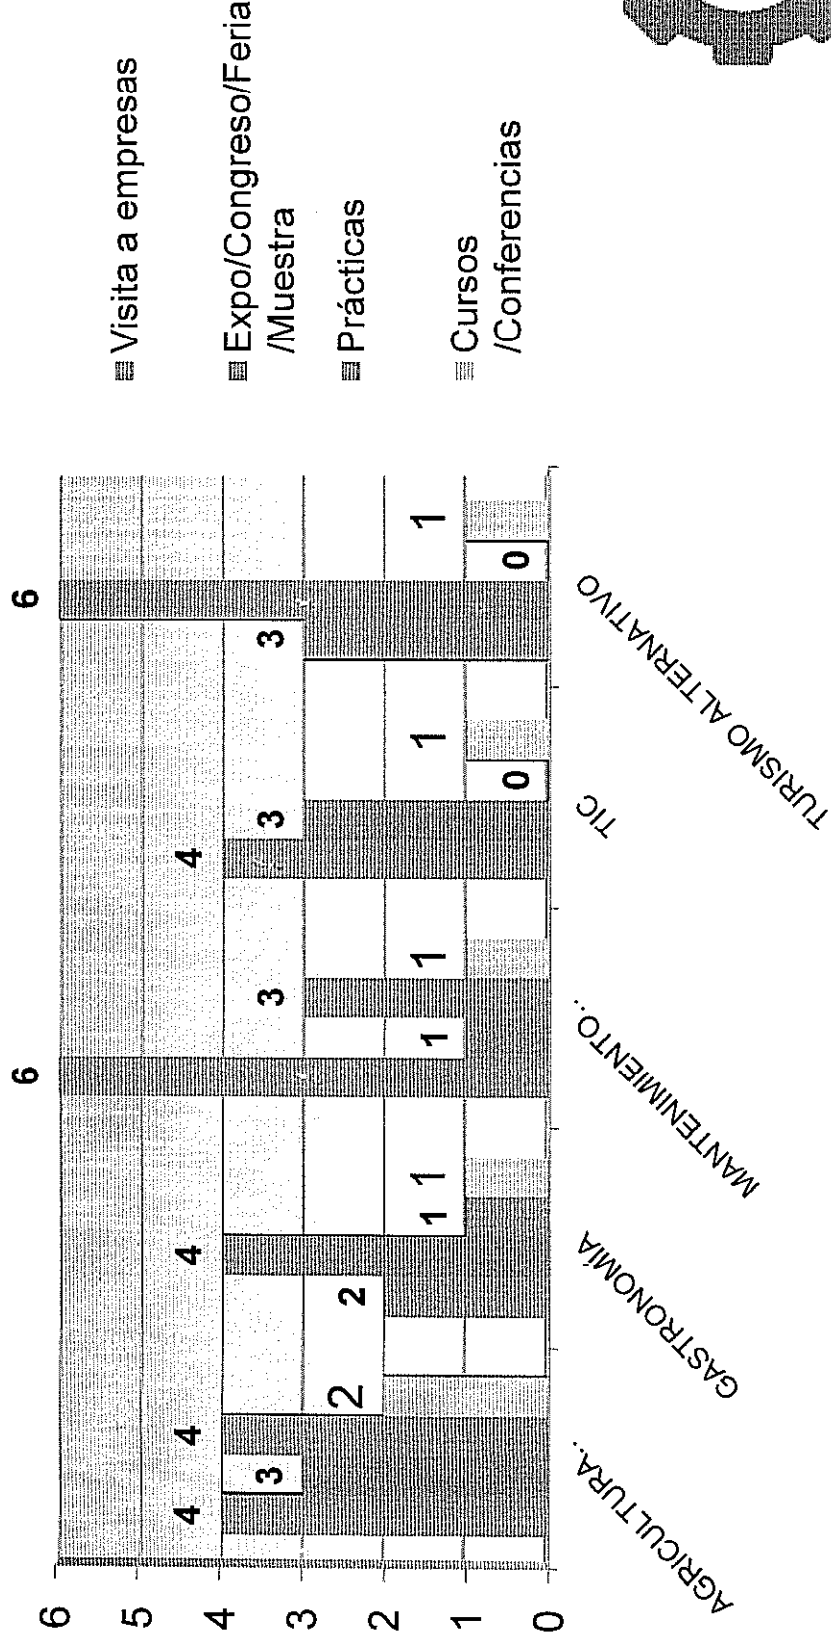 6 6
6
5
4 4 4 4 4
3 3 3 3 3
2 2 2
1 1 1 1 1 1 1
0 0 0
AGRICULTURA..
GASTRONOMÍA
MANTENIMIENTO..
TIC
TURISMO ALTERNATIVO
Visita a empresas
Expo/Congreso/Feria
/Muestra
Prácticas
Cursos
/Conferencias